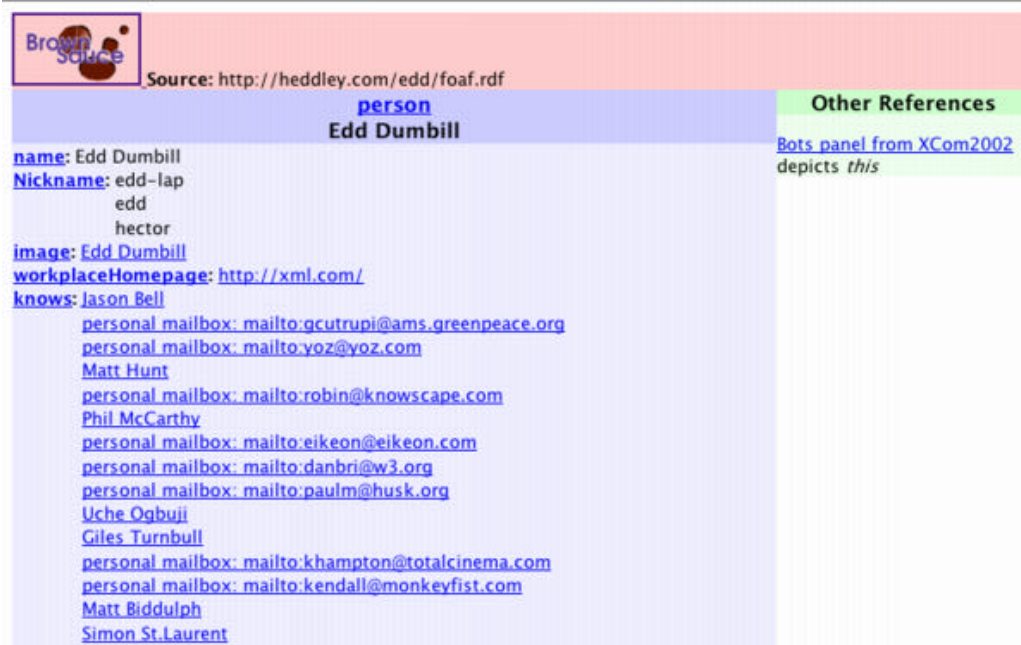 Brown
Sauce
Source: http://heddley.com/edd/foaf.rdf
person
Edd Dumbill
name: Edd Dumbill
Nickname: edd-lap
edd
hector
image: Edd Dumbill
workplaceHomepage: http://xml.com/
knows: Jason Bell
personal mailbox: mailto:gcutrupi@ams.greenpeace.org
personal mailbox: mailto:yoz@yoz.com
Matt Hunt
personal mailbox: mailto:robin@knowscape.com
Phil McCarthy
personal mailbox: mailto:eikeon@eikeon.com
personal mailbox: mailto:danbri@w3.org
personal mailbox: mailto:paulm@husk.org
Uche Ogbuji
Giles Turnbull
personal mailbox: mailto:khampton@totalcinema.com
personal mailbox: mailto:kendall@monkeyfist.com
Matt Biddulph
Simon St.Laurent
Other References
Bots panel from XCom2002
depicts this